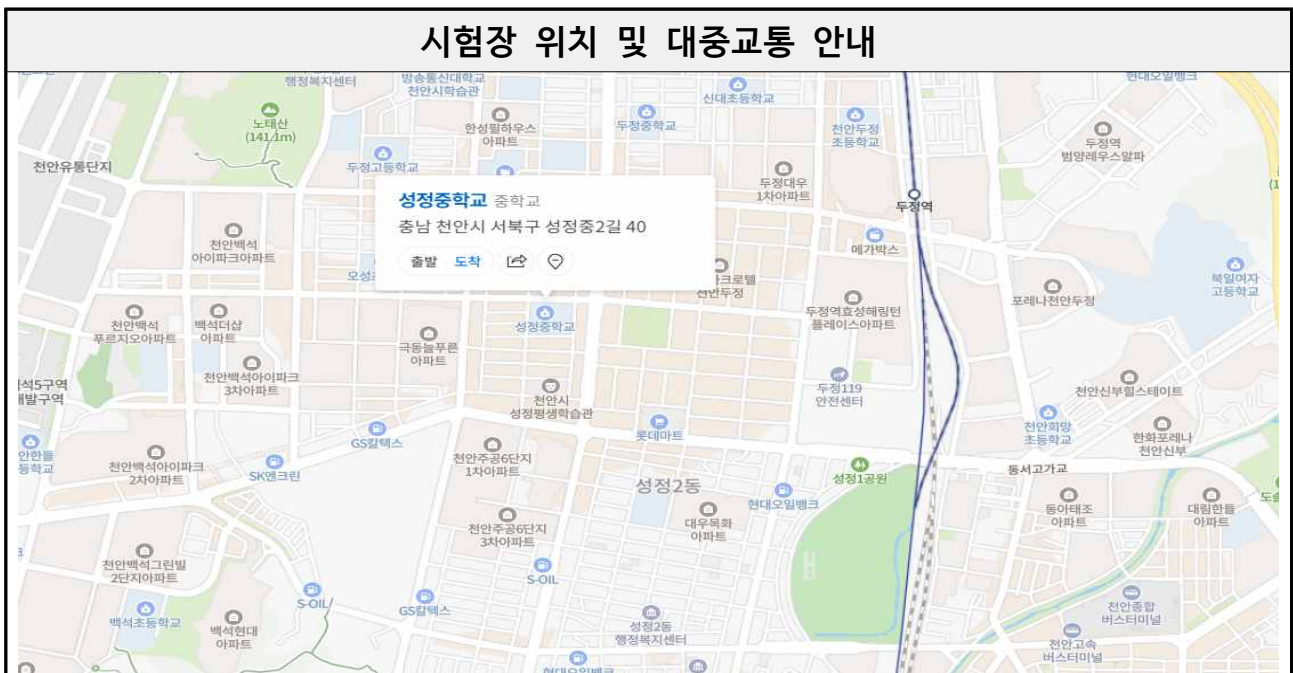 시험장 위치 및 대중교통 안내
행정복지센터
방송통신대학교
천안시학습관
현대오일뱅크
신대초등학교
노태산
(141.1m)
한성필하우스
아파트
두정중학교
천안두정
초등학교
두정역
범양레우스알파
천안유통단지
두정고등학교
두정대우
1차아파트
성정중학교 중학교
충남 천안시 서북구 성정중2길 40
출발 도착
두정역
천안백석
아이파크아파트
메가박스
북일여자
고등학교
천안두정
포레나천안두정
천안백석
푸르지오아파트
백석더샵
아파트
성정중학교
두정역효성해링턴
플레이스아파트
극동늘푸른
아파트
천안백석아이파크
3차아파트
천안시
성정평생학습관
두정119
안전센터
천안신부힐스테이트
롯데마트
GS칼텍스
천안희망
초등학교
한화포레나
천안신부
천안백석아이파크
2차아파트
SK엔크린
천안주공6단지
1차아파트
성정2동
성정1공원
동서고가교
현대오일뱅크
동아태조
아파트
대림한들
아파트
대우목화
아파트
천안주공6단지
3차아파트
천안백석그린빌
2단지아파트
S-OIL
S-OIL
GS칼텍스
백석초등학교
백석현대
아파트
성정2동
행정복지센터
천안종합
버스터미널
천안고속
버스터미널
현대오일뱅크